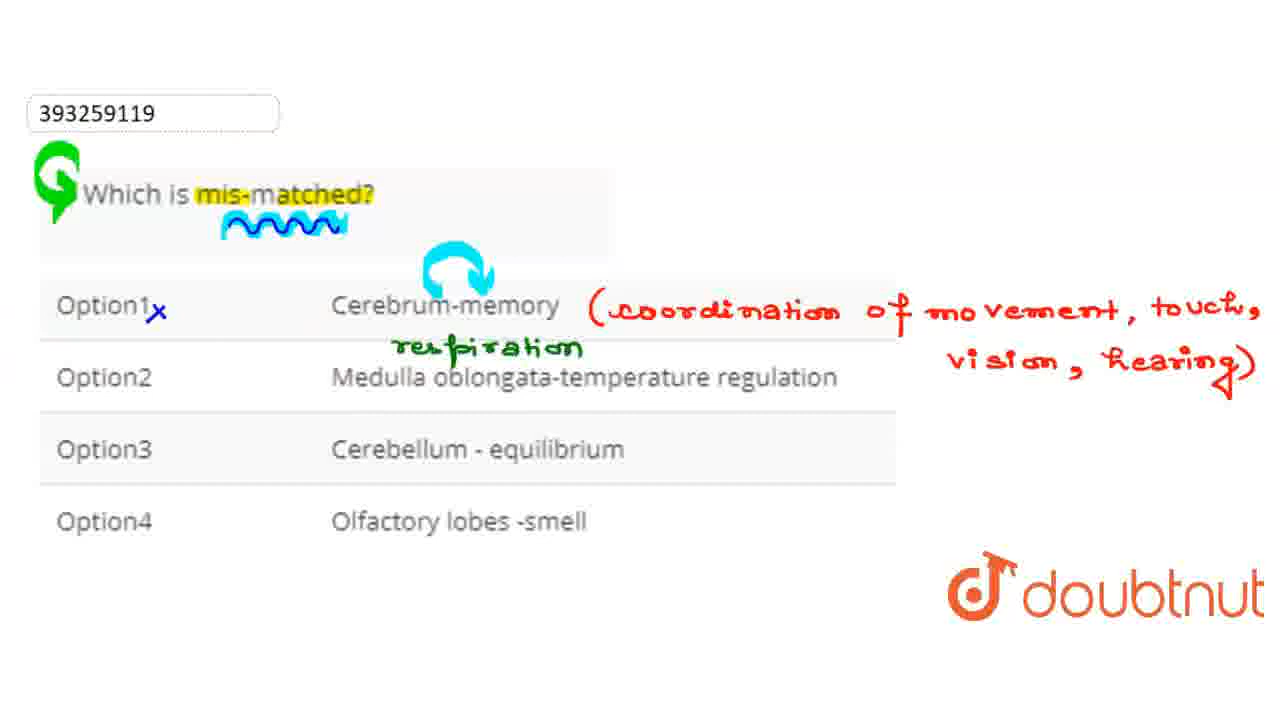 393259119
Which is mis-matched?
Option1 x Cerebrum-memory (coordination of movement, touch,
respiration vision, hearing)
Option2 Medulla oblongata-temperature regulation
Option3 Cerebellum - equilibrium
Option4 Olfactory lobes -smell
doubtnut